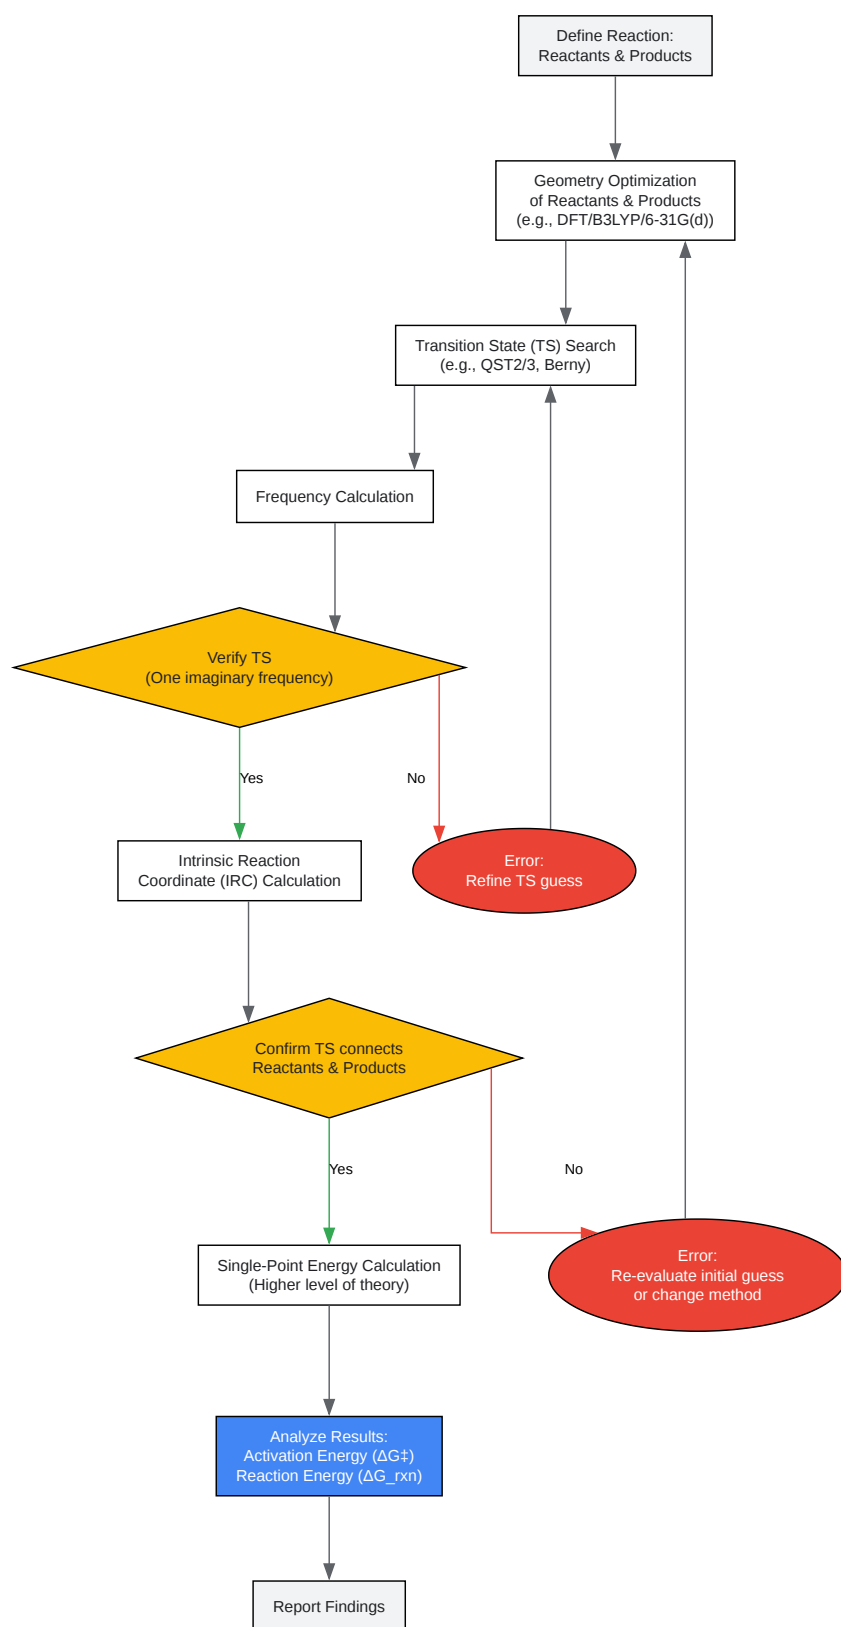 Define Reaction:
Reactants & Products
Geometry Optimization
of Reactants & Products
(e.g., DFT/B3LYP/6-31G(d))
Transition State (TS) Search
(e.g., QST2/3, Berny)
Frequency Calculation
Verify TS
(One imaginary frequency)
Yes
No
Intrinsic Reaction
Coordinate (IRC) Calculation
Error:
Refine TS guess
Confirm TS connects
Reactants & Products
Yes
No
Single-Point Energy Calculation
(Higher level of theory)
Error:
Re-evaluate initial guess
or change method
Analyze Results:
Activation Energy (ΔG‡)
Reaction Energy (ΔG_rxn)
Report Findings